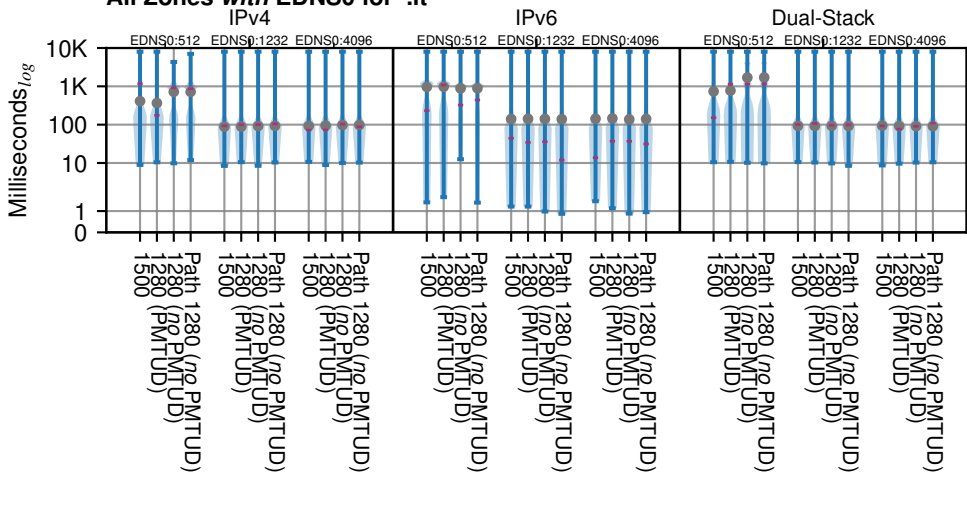 All Zones with EDNS0 for .it
IPv4 IPv6 Dual-Stack
EDNS0:512 EDNS0:1232 EDNS0:4096 EDNS0:512 EDNS0:1232 EDNS0:4096 EDNS0:512 EDNS0:1232 EDNS0:4096
10K
1K
100
10
1
0
Milliseconds_log
1500
1280 (PMTUD)
1280 (no PMTUD)
Path 1280 (no PMTUD)
1500
1280 (PMTUD)
1280 (no PMTUD)
Path 1280 (no PMTUD)
1500
1280 (PMTUD)
1280 (no PMTUD)
Path 1280 (no PMTUD)
1500
1280 (PMTUD)
1280 (no PMTUD)
Path 1280 (no PMTUD)
1500
1280 (PMTUD)
1280 (no PMTUD)
Path 1280 (no PMTUD)
1500
1280 (PMTUD)
1280 (no PMTUD)
Path 1280 (no PMTUD)
1500
1280 (PMTUD)
1280 (no PMTUD)
Path 1280 (no PMTUD)
1500
1280 (PMTUD)
1280 (no PMTUD)
Path 1280 (no PMTUD)
1500
1280 (PMTUD)
1280 (no PMTUD)
Path 1280 (no PMTUD)